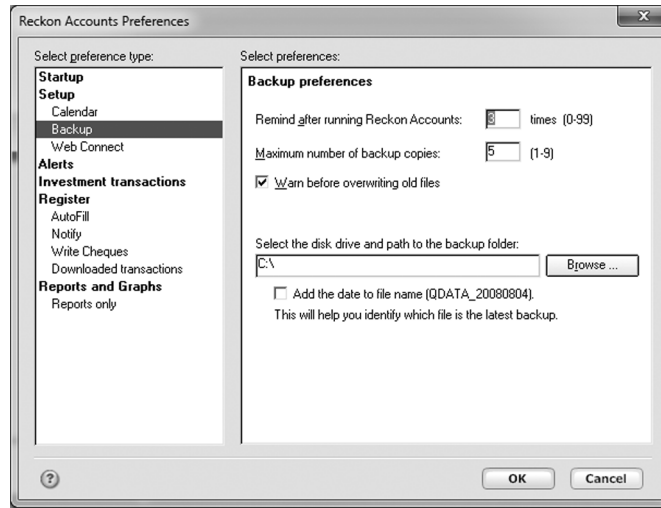 Reckon Accounts Preferences
x
Select preference type:
Startup
Setup
Calendar
Backup
Web Connect
Alerts
Investment transactions
Register
AutoFill
Notify
Write Cheques
Downloaded transactions
Reports and Graphs
Reports only
Select preferences:
Backup preferences
Remind after running Reckon Accounts: 3 times (0-99)
Maximum number of backup copies: 5 (1-9)
Warn before overwriting old files
Select the disk drive and path to the backup folder:
C:\ Browse ...
Add the date to file name (QDATA_20080804).
This will help you identify which file is the latest backup.
? OK Cancel